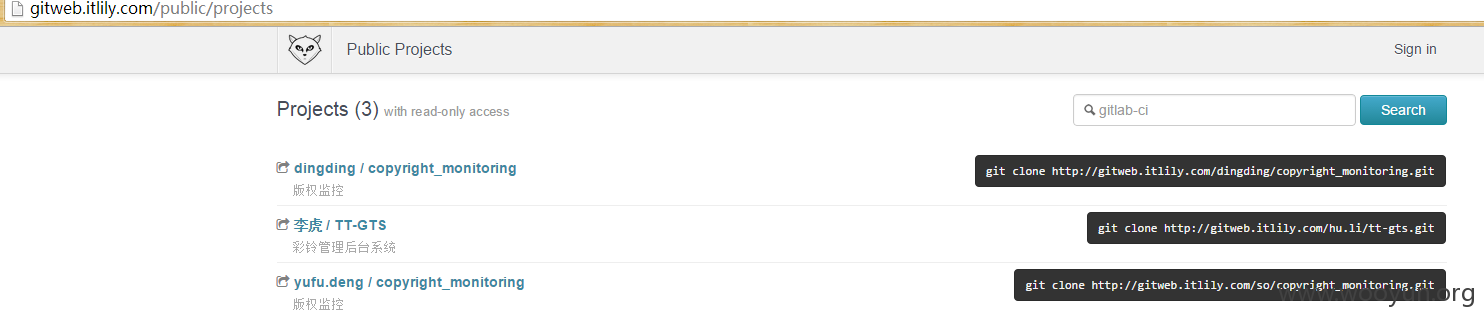 gitweb.itlily.com/public/projects
Public Projects
Sign in
Projects (3) with read-only access
gitlab-ci
Search
dingding / copyright_monitoring
git clone http://gitweb.itlily.com/dingding/copyright_monitoring.git
版权监控
李虎 / TT-GTS
git clone http://gitweb.itlily.com/hu.li/tt-gts.git
彩铃管理后台系统
yufu.deng / copyright_monitoring
git clone http://gitweb.itlily.com/so/copyright_monitoring.git
版权监控
www.wooyun.org